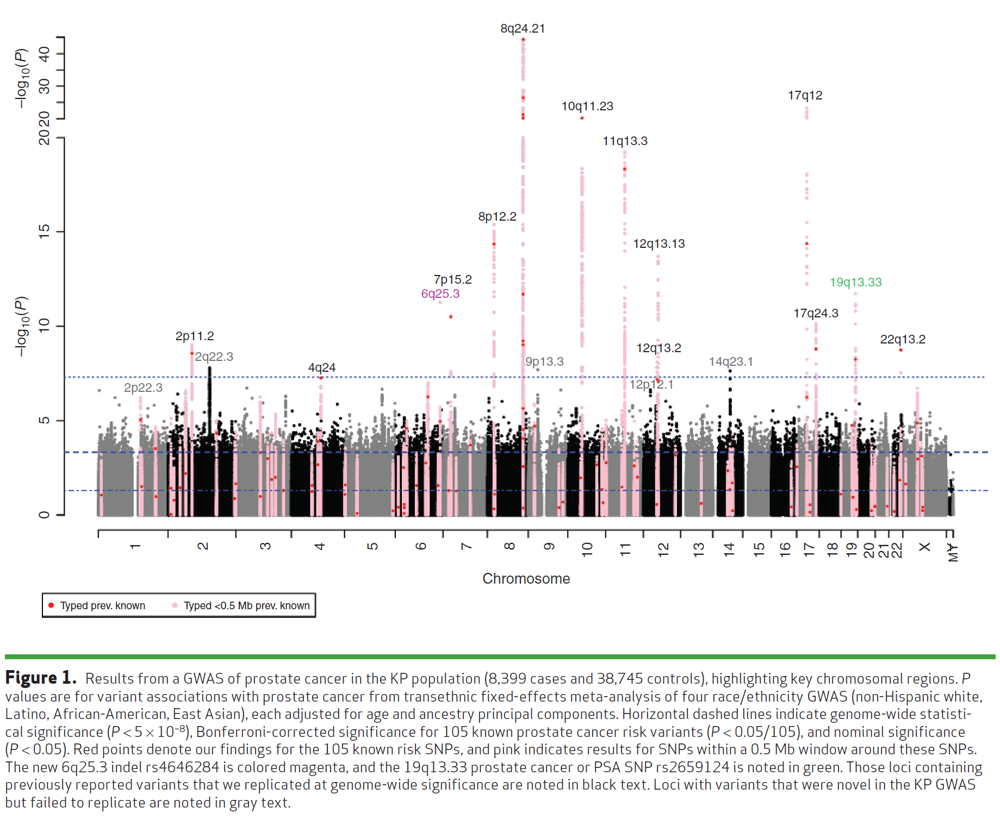 8q24.21
17q12
10q11.23
11q13.3
8p12.2
12q13.13
7p15.2
19q13.33
6q25.3
17q24.3
2p11.2
22q13.2
12q13.2
2q22.3
9p13.3
14q23.1
4q24
12p12.1
2p22.3
–log10(P)
40
30
20
–log10(P)
20
15
10
5
0
1 2 3 4 5 6 7 8 9 10 11 12 13 14 15 16 17 18 19 20 21 22 X Y M
Chromosome
Typed prev. known Typed <0.5 Mb prev. known
Figure 1. Results from a GWAS of prostate cancer in the KP population (8,399 cases and 38,745 controls), highlighting key chromosomal regions. P
values are for variant associations with prostate cancer from transethnic fixed-effects meta-analysis of four race/ethnicity GWAS (non-Hispanic white,
Latino, African-American, East Asian), each adjusted for age and ancestry principal components. Horizontal dashed lines indicate genome-wide statisti-
cal significance (P < 5 × 10⁻⁸), Bonferroni-corrected significance for 105 known prostate cancer risk variants (P < 0.05/105), and nominal significance
(P < 0.05). Red points denote our findings for the 105 known risk SNPs, and pink indicates results for SNPs within a 0.5 Mb window around these SNPs.
The new 6q25.3 indel rs4646284 is colored magenta, and the 19q13.33 prostate cancer or PSA SNP rs2659124 is noted in green. Those loci containing
previously reported variants that we replicated at genome-wide significance are noted in black text. Loci with variants that were novel in the KP GWAS
but failed to replicate are noted in gray text.